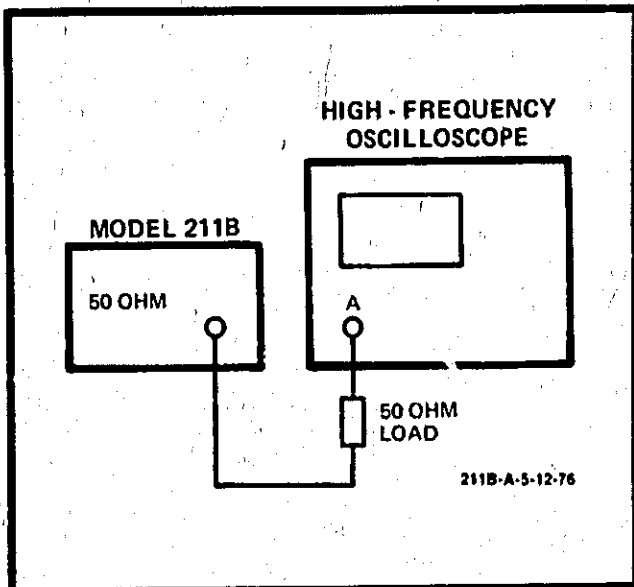 HIGH - FREQUENCY
OSCILLOSCOPE
MODEL 211B
50 OHM
A
50 OHM
LOAD
211B-A-5-12-76